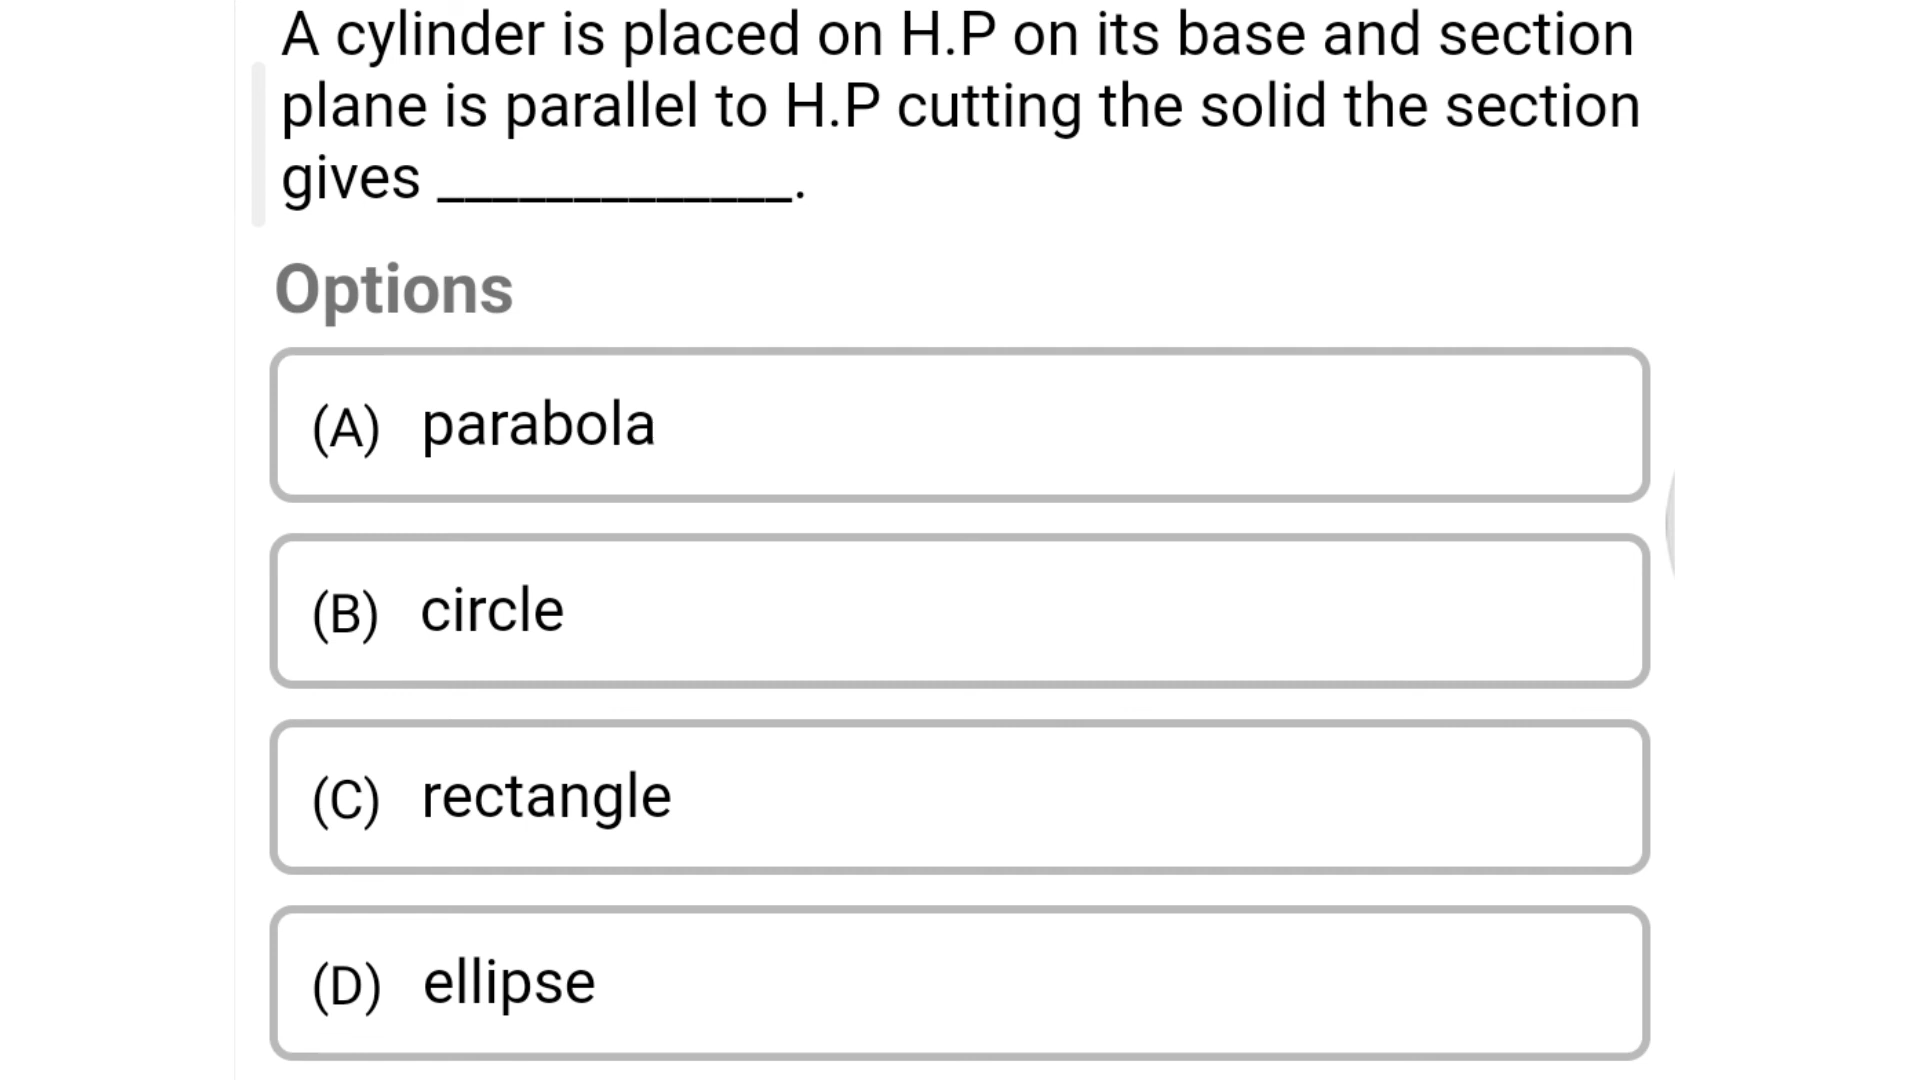 A cylinder is placed on H.P on its base and section
plane is parallel to H.P cutting the solid the section
gives _____________.
Options
(A) parabola
(B) circle
(C) rectangle
(D) ellipse